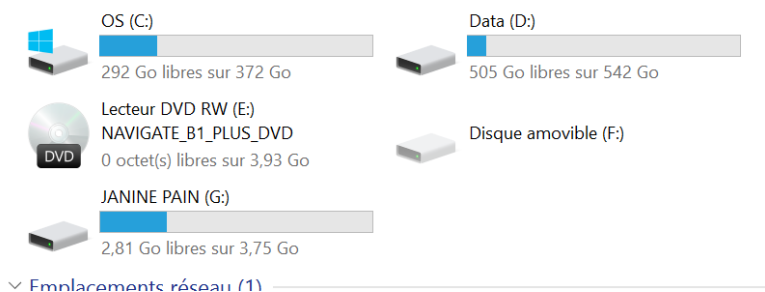 OS (C:)
292 Go libres sur 372 Go
Data (D:)
505 Go libres sur 542 Go
Lecteur DVD RW (E:)
NAVIGATE_B1_PLUS_DVD
DVD
0 octet(s) libres sur 3,93 Go
Disque amovible (F:)
JANINE PAIN (G:)
2,81 Go libres sur 3,75 Go
Emplacements réseau (1)